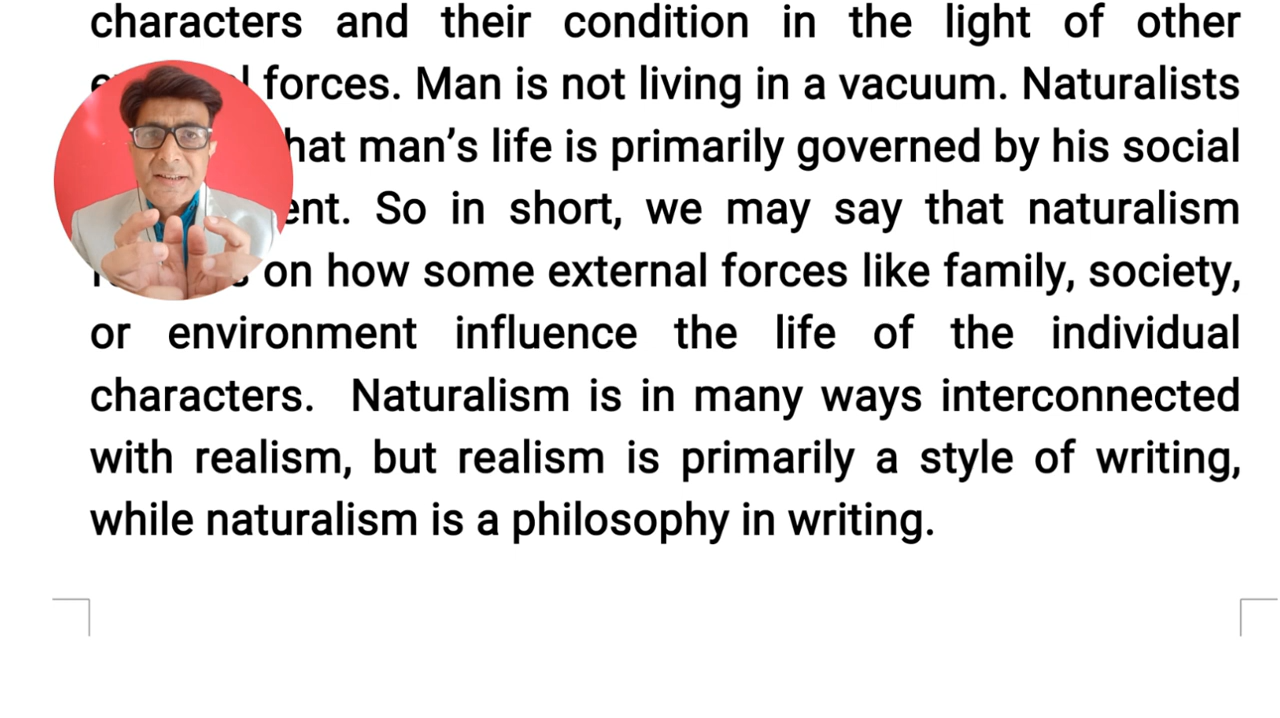 characters and their condition in the light of other
forces. Man is not living in a vacuum. Naturalists
man's life is primarily governed by his social
So in short, we may say that naturalism
on how some external forces like family, society,
or environment influence the life of the individual
characters. Naturalism is in many ways interconnected
with realism, but realism is primarily a style of writing,
while naturalism is a philosophy in writing.